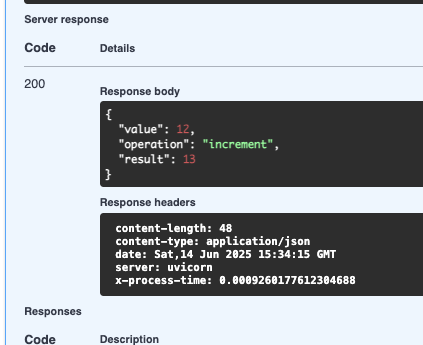 Server response
Code Details
200
Response body
{
  "value": 12,
  "operation": "increment",
  "result": 13
}
Response headers
content-length: 48
content-type: application/json
date: Sat,14 Jun 2025 15:34:15 GMT
server: uvicorn
x-process-time: 0.0009260177612304688
Responses
Code Description